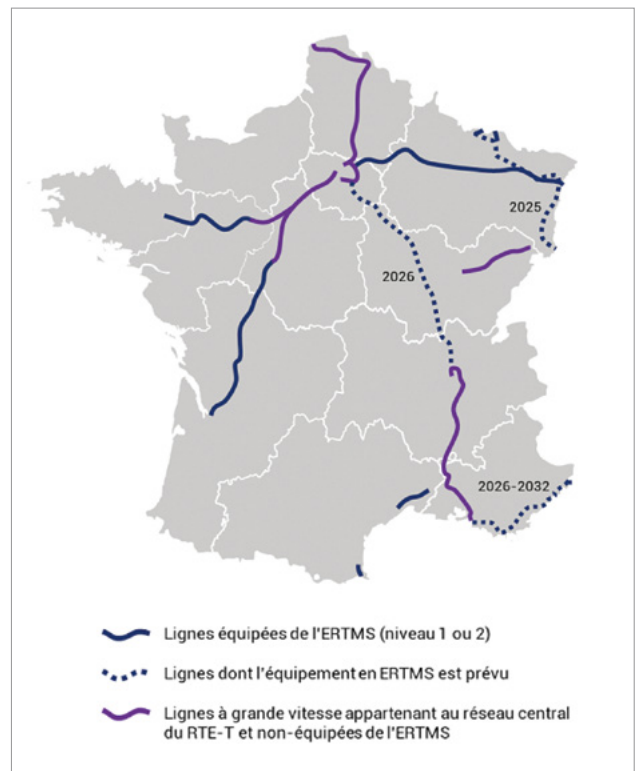 2025
2026
2026-2032
Lignes équipées de l'ERTMS (niveau 1 ou 2)
Lignes dont l'équipement en ERTMS est prévu
Lignes à grande vitesse appartenant au réseau central
du RTE-T et non-équipées de l'ERTMS